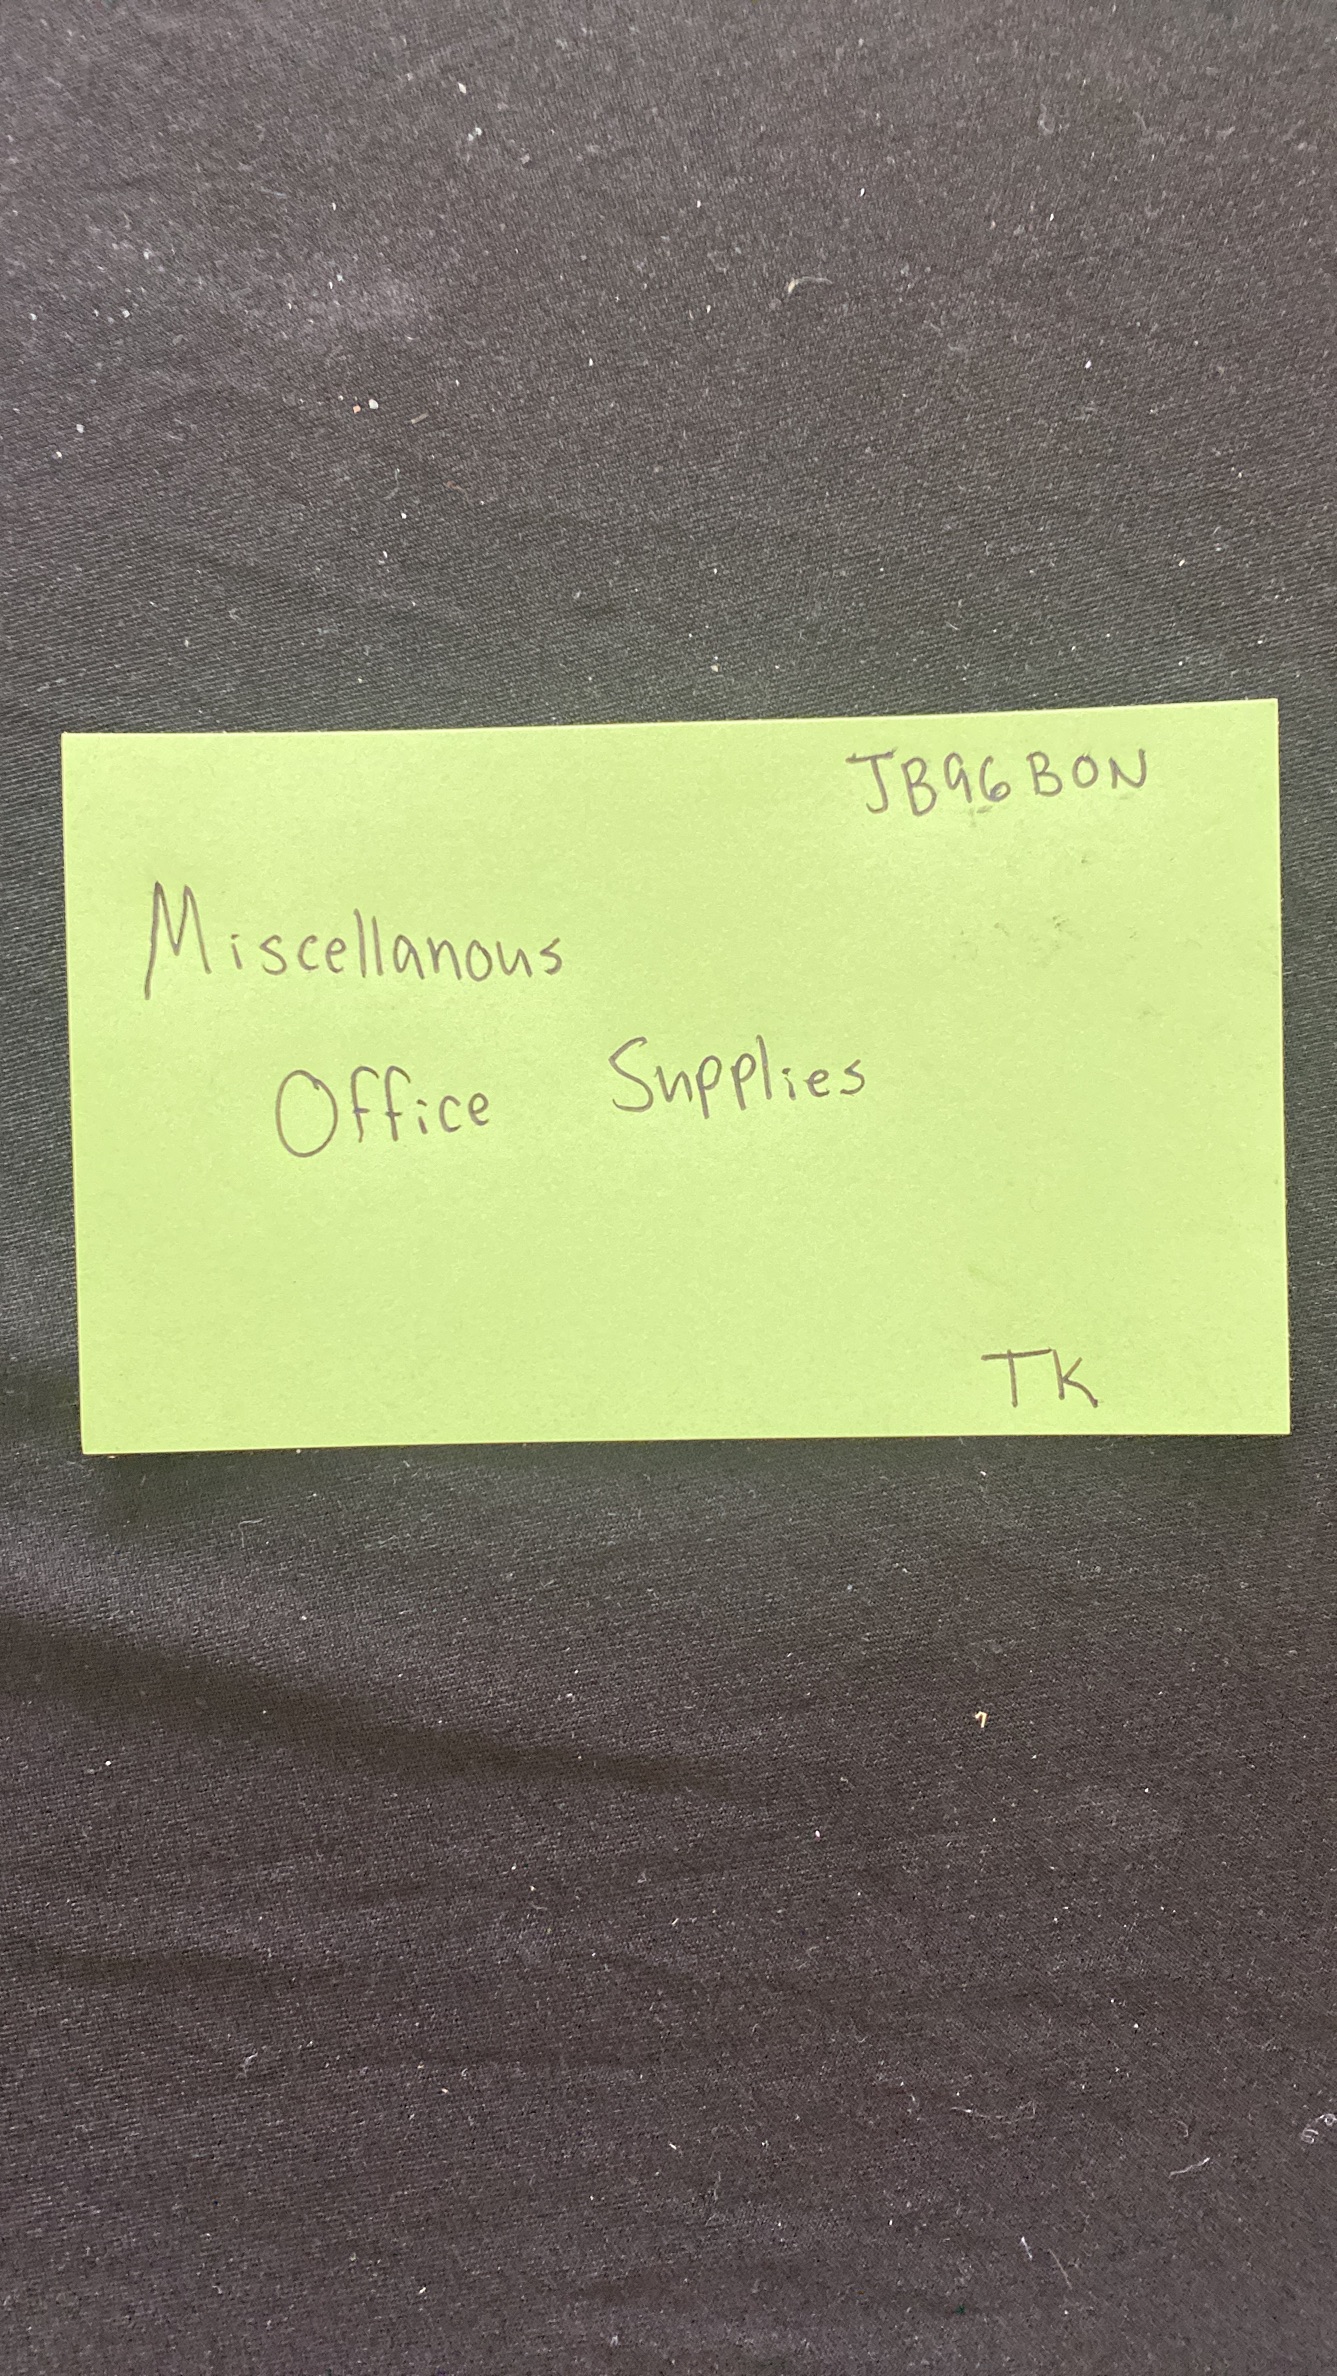 JB96BON
Miscellanous
Office Supplies
TK